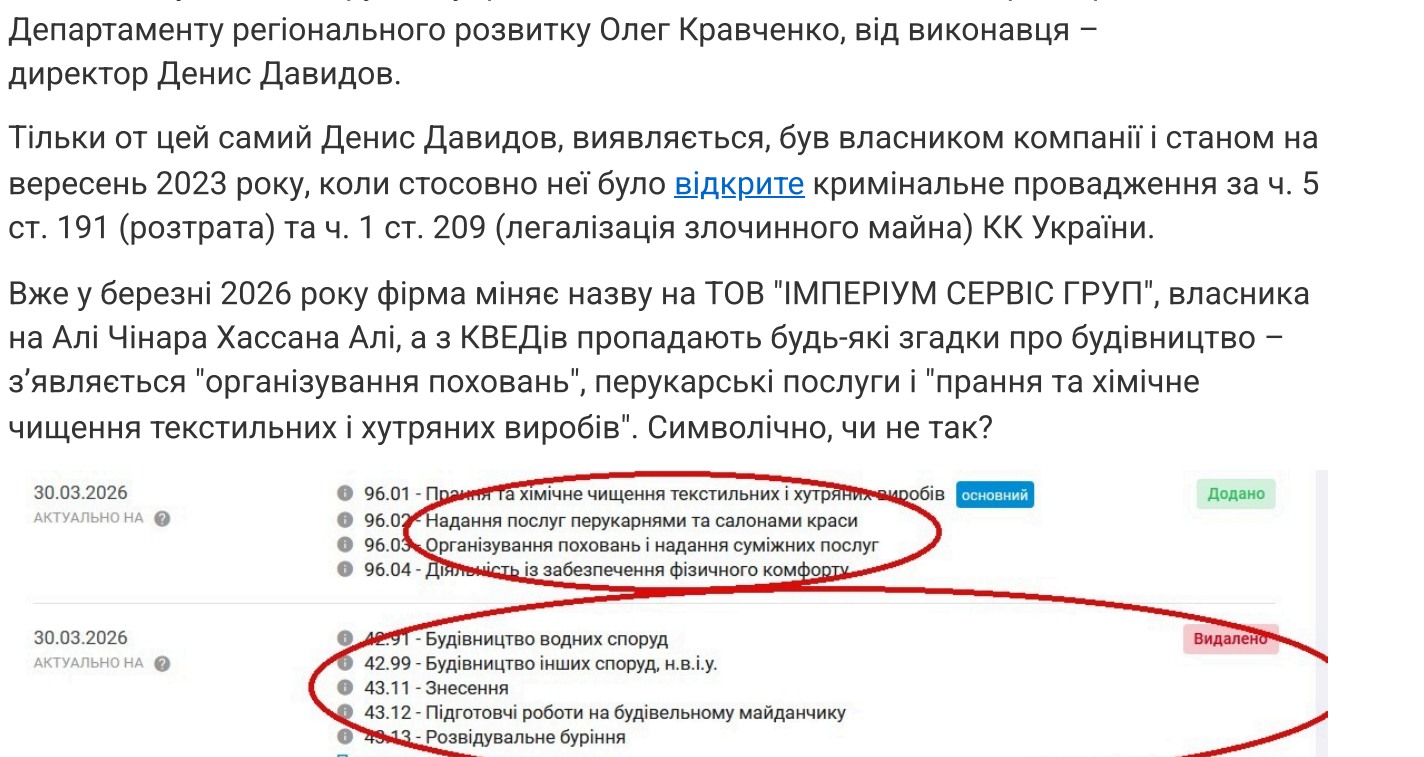 Департаменту регіонального розвитку Олег Кравченко, від виконавця –
директор Денис Давидов.
Тільки от цей самий Денис Давидов, виявляється, був власником компанії і станом на
вересень 2023 року, коли стосовно неї було відкрите кримінальне провадження за ч. 5
ст. 191 (розтрата) та ч. 1 ст. 209 (легалізація злочинного майна) КК України.
Вже у березні 2026 року фірма міняє назву на ТОВ "ІМПЕРІУМ СЕРВІС ГРУП", власника
на Алі Чінара Хассана Алі, а з КВЕДів пропадають будь-які згадки про будівництво –
з’являється "організування поховань", перукарські послуги і "прання та хімічне
чищення текстильних і хутряних виробів". Символічно, чи не так?
30.03.2026
АКТУАЛЬНО НА
96.01 - Прання та хімічне чищення текстильних і хутряних виробів основний Додано
96.02 - Надання послуг перукарнями та салонами краси
96.03 - Організування поховань і надання суміжних послуг
96.04 - Діяльність із забезпечення фізичного комфорту
30.03.2026
АКТУАЛЬНО НА
42.91 - Будівництво водних споруд Видалено
42.99 - Будівництво інших споруд, н.в.і.у.
43.11 - Знесення
43.12 - Підготовчі роботи на будівельному майданчику
43.13 - Розвідувальне буріння